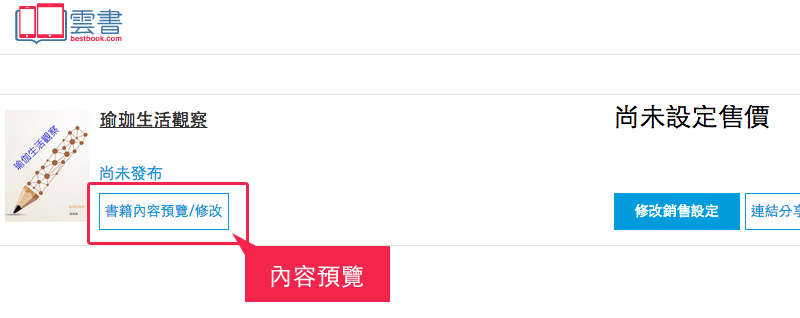 雲書
bestbook.com
瑜珈生活觀察
尚未設定售價
瑜伽生活觀察
尚未發布
書籍內容預覽/修改
修改銷售設定
連結分享
內容預覽